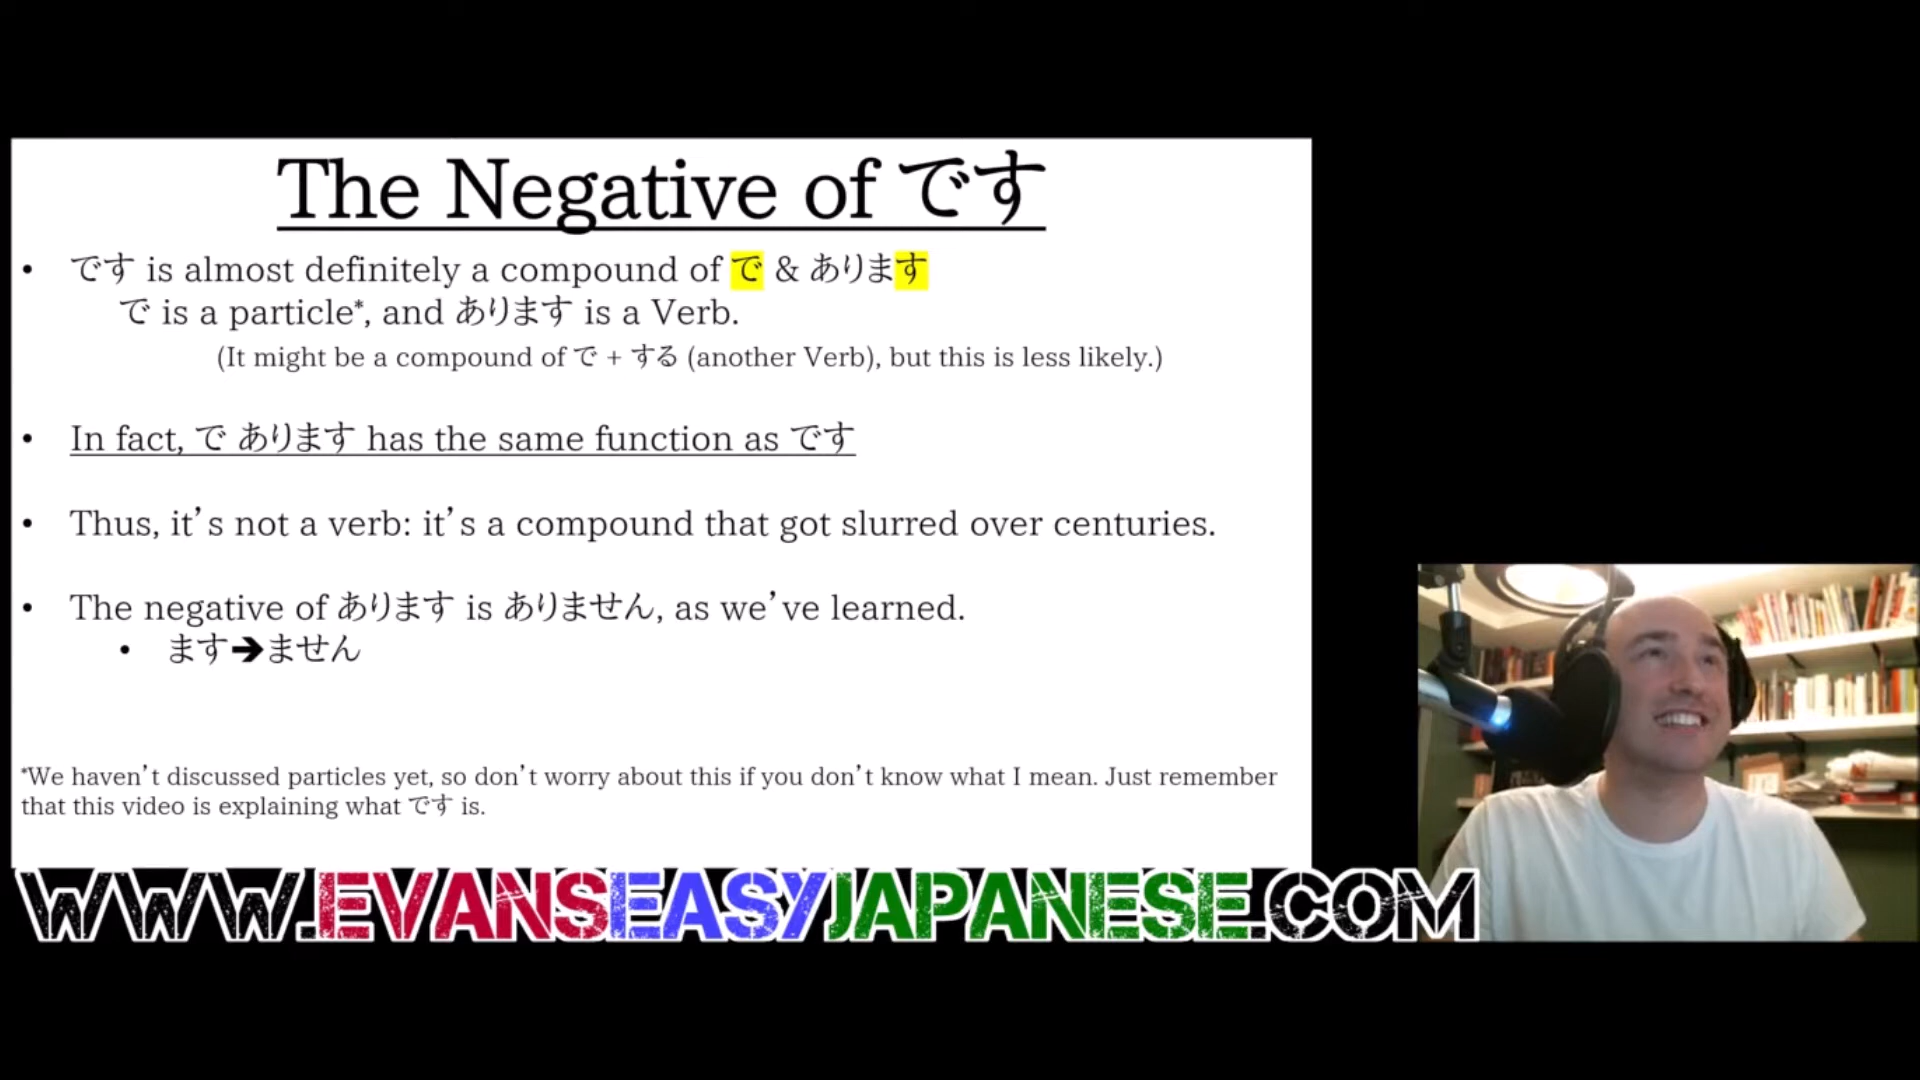 The Negative of です
• です is almost definitely a compound of で & あります
で is a particle*, and あります is a Verb.
(It might be a compound of で + する (another Verb), but this is less likely.)
• In fact, で あります has the same function as です
• Thus, it’s not a verb: it’s a compound that got slurred over centuries.
• The negative of あります is ありません, as we’ve learned.
• ます➔ません
*We haven’t discussed particles yet, so don’t worry about this if you don’t know what I mean. Just remember
that this video is explaining what です is.
WWW.EVANSEASYJAPANESE.COM